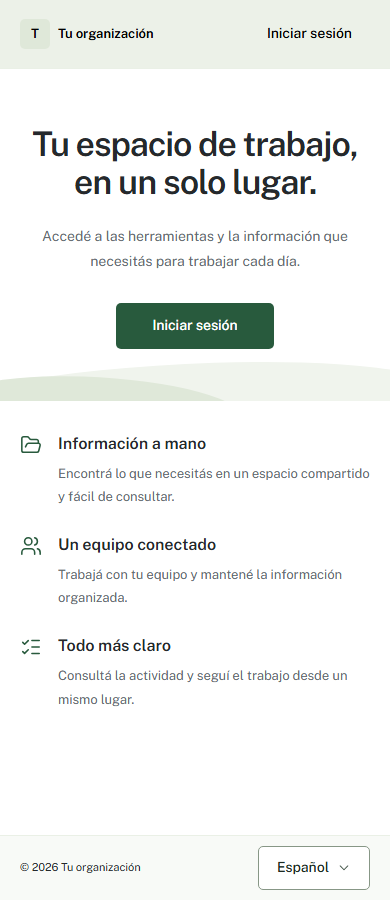 T
Tu organización
Iniciar sesión
Tu espacio de trabajo,
en un solo lugar.
Accedé a las herramientas y la información que
necesitás para trabajar cada día.
Iniciar sesión
Información a mano
Encontrá lo que necesitás en un espacio compartido
y fácil de consultar.
Un equipo conectado
Trabajá con tu equipo y mantené la información
organizada.
Todo más claro
Consultá la actividad y seguí el trabajo desde un
mismo lugar.
© 2026 Tu organización
Español